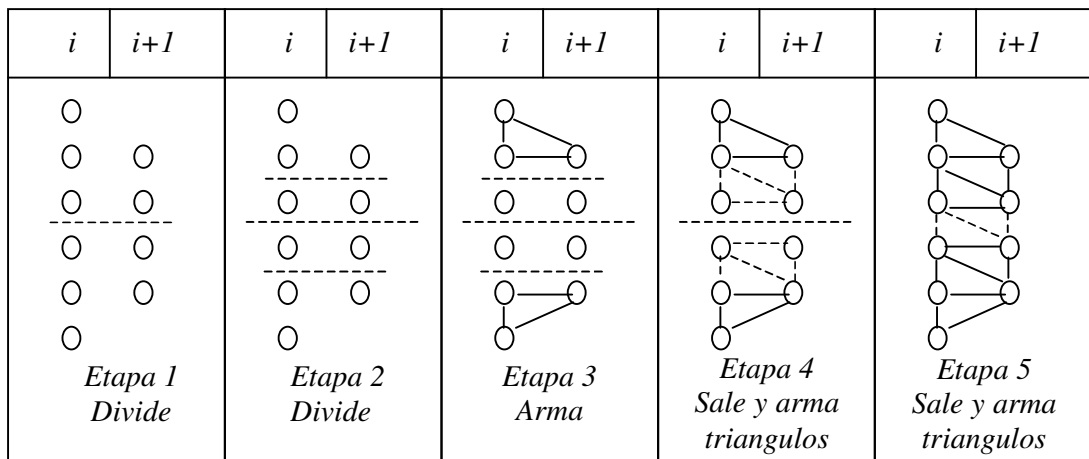 i i+1 i i+1 i i+1 i i+1 i i+1
Etapa 1
Divide
Etapa 2
Divide
Etapa 3
Arma
Etapa 4
Sale y arma
triangulos
Etapa 5
Sale y arma
triangulos